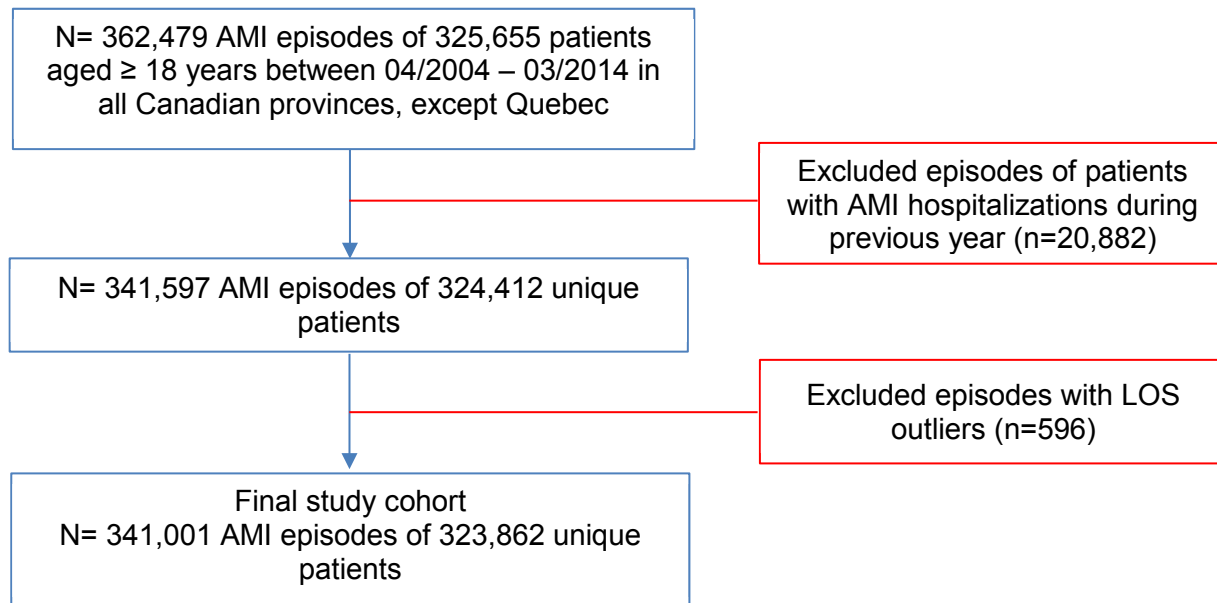 N= 362,479 AMI episodes of 325,655 patients
aged ≥ 18 years between 04/2004 – 03/2014 in
all Canadian provinces, except Quebec
Excluded episodes of patients
with AMI hospitalizations during
previous year (n=20,882)
N= 341,597 AMI episodes of 324,412 unique
patients
Excluded episodes with LOS
outliers (n=596)
Final study cohort
N= 341,001 AMI episodes of 323,862 unique
patients